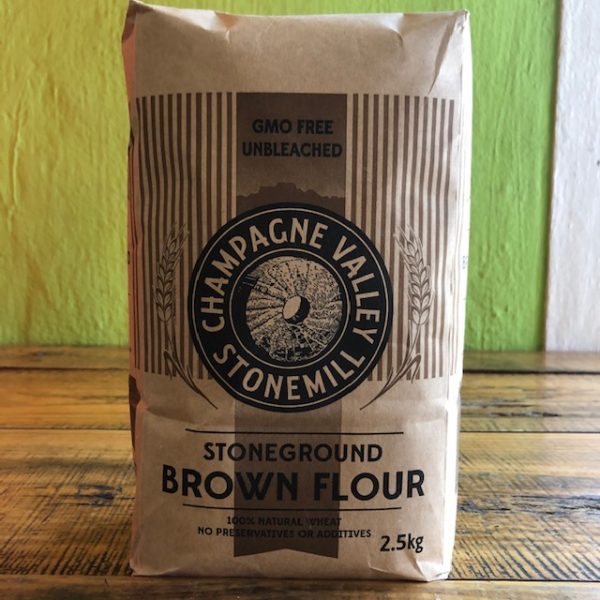 GMO FREE
UNBLEACHED
CHAMPAGNE VALLEY
STONEMILL
STONEGROUND
BROWN FLOUR
100% NATURAL WHEAT
NO PRESERVATIVES OR ADDITIVES
2.5kg